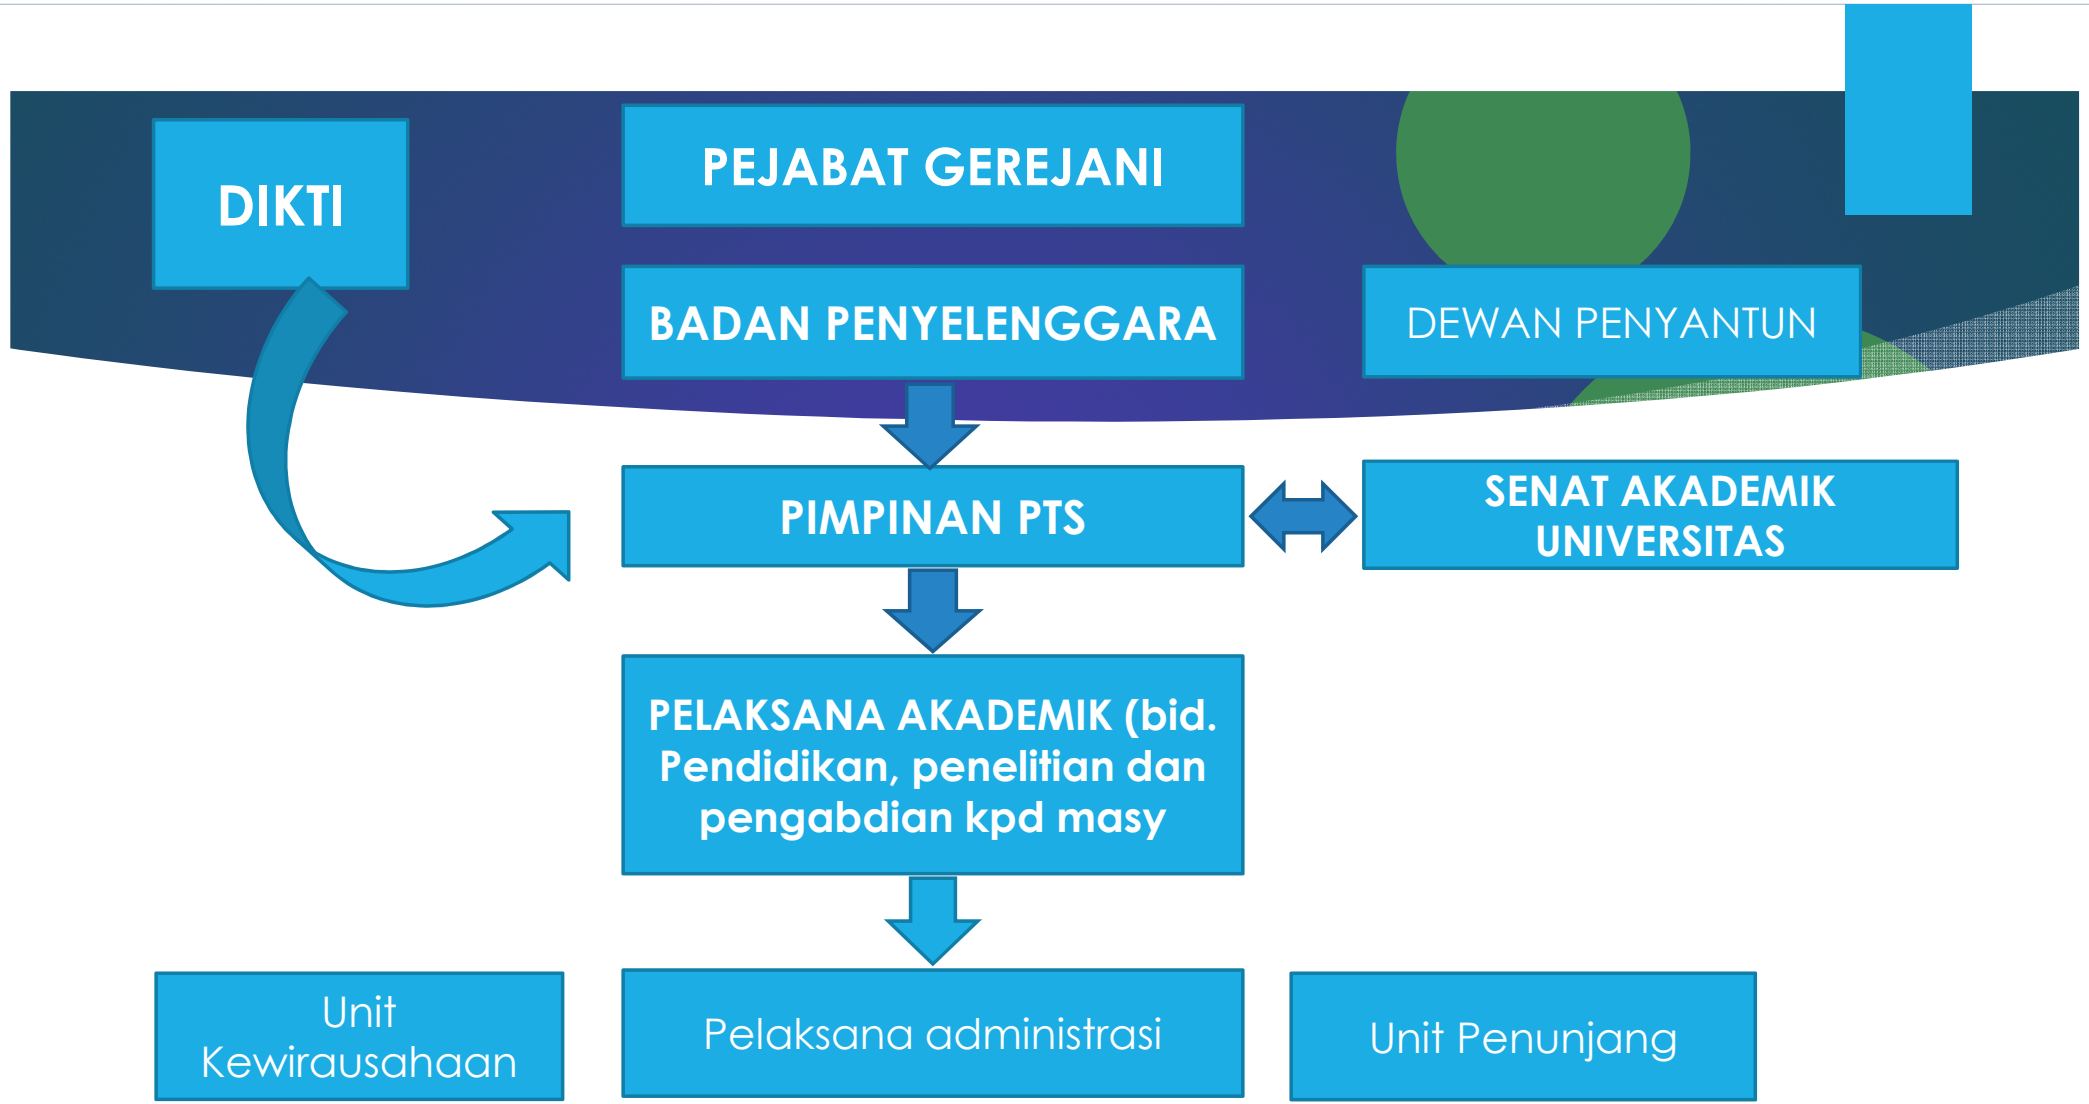 DIKTI
PEJABAT GEREJANI
BADAN PENYELENGGARA
DEWAN PENYANTUN
PIMPINAN PTS
SENAT AKADEMIK
UNIVERSITAS
PELAKSANA AKADEMIK (bid.
Pendidikan, penelitian dan
pengabdian kpd masy
Unit
Kewirausahaan
Pelaksana administrasi
Unit Penunjang